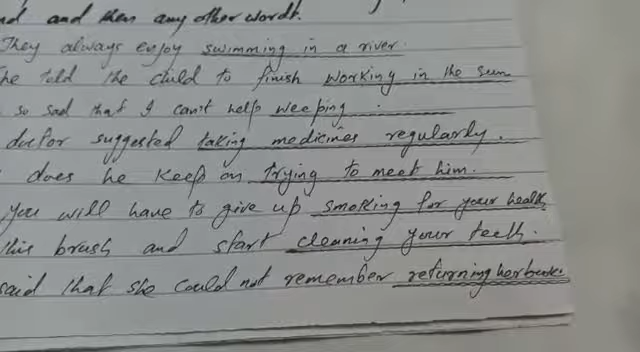 and then any other words.
They always enjoy swimming in a river.
He told the child to finish working in the sun
so sad that I can't help weeping
doctor suggested taking medicines regularly.
does he keep on trying to meet him.
you will have to give up smoking for your health
this brush and start cleaning your teeth.
said that she could not remember returning her